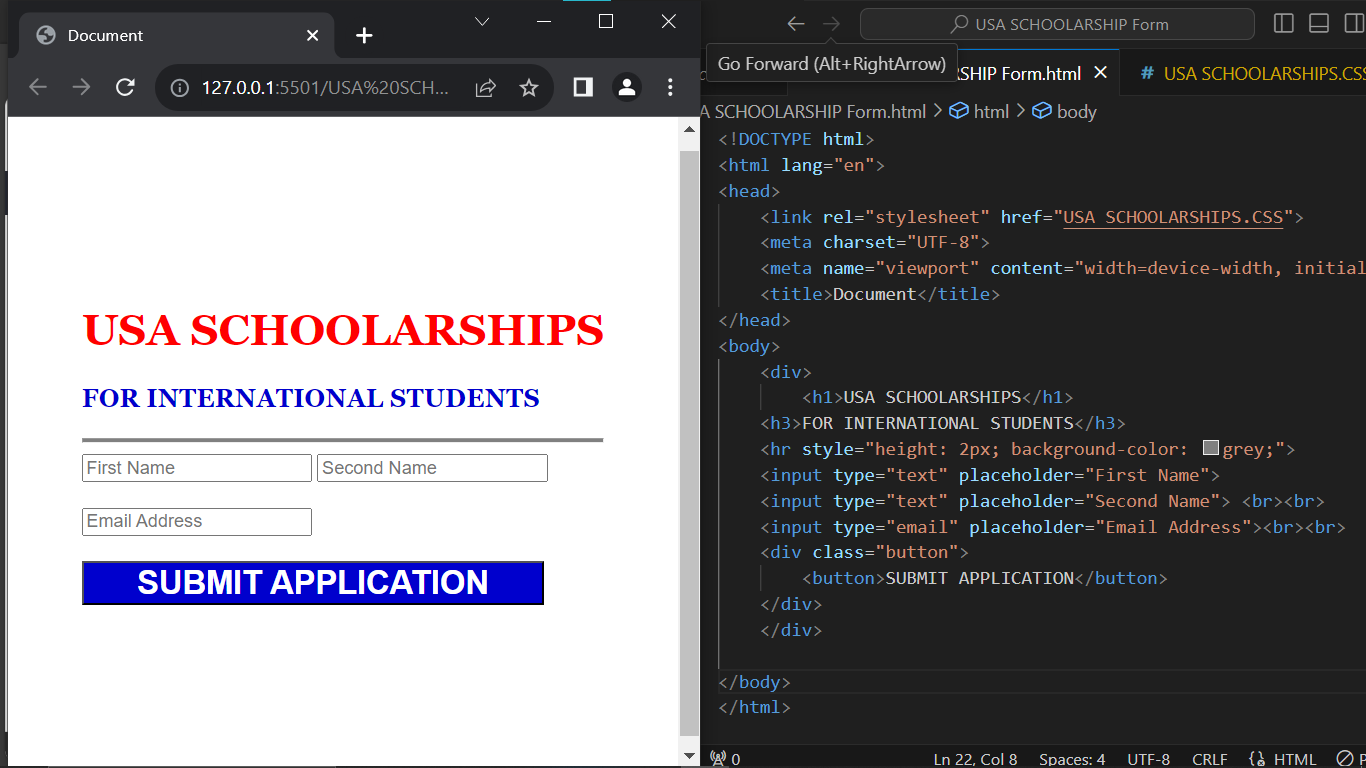 Document
127.0.0.1:5501/USA%20SCH...
USA SCHOOLARSHIPS
FOR INTERNATIONAL STUDENTS
First Name Second Name
Email Address
SUBMIT APPLICATION
USA SCHOOLARSHIP Form
Go Forward (Alt+RightArrow)
SHIP Form.html # USA SCHOOLARSHIPS.CSS
A SCHOOLARSHIP Form.html > html > body
<!DOCTYPE html>
<html lang="en">
<head>
<link rel="stylesheet" href="USA SCHOOLARSHIPS.CSS">
<meta charset="UTF-8">
<meta name="viewport" content="width=device-width, initial
<title>Document</title>
</head>
<body>
<div>
<h1>USA SCHOOLARSHIPS</h1>
<h3>FOR INTERNATIONAL STUDENTS</h3>
<hr style="height: 2px; background-color: grey;">
<input type="text" placeholder="First Name">
<input type="text" placeholder="Second Name"> <br><br>
<input type="email" placeholder="Email Address"><br><br>
<div class="button">
<button>SUBMIT APPLICATION</button>
</div>
</div>
</body>
</html>
0 Ln 22, Col 8 Spaces: 4 UTF-8 CRLF HTML